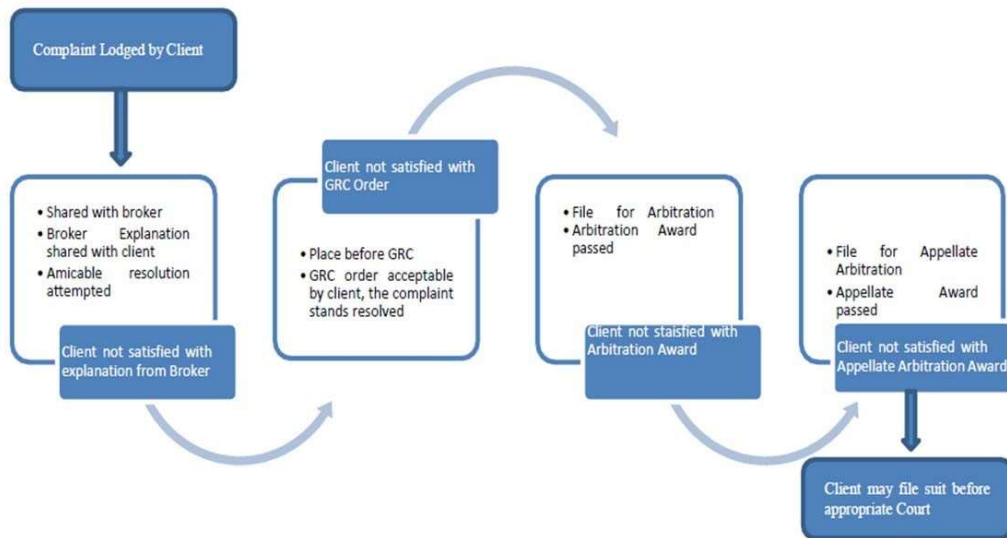 Complaint Lodged by Client
• Shared with broker
• Broker Explanation
shared with client
• Amicable resolution
attempted
Client not satisfied with
explanation from Broker
Client not satisfied with
GRC Order
• Place before GRC
• GRC order acceptable
by client, the complaint
stands resolved
• File for Arbitration
• Arbitration Award
passed
Client not staisfied with
Arbitration Award
• File for Appellate
Arbitration
• Appellate Award
passed
Client not satisfied with
Appellate Arbitration Award
Client may file suit before
appropriate Court